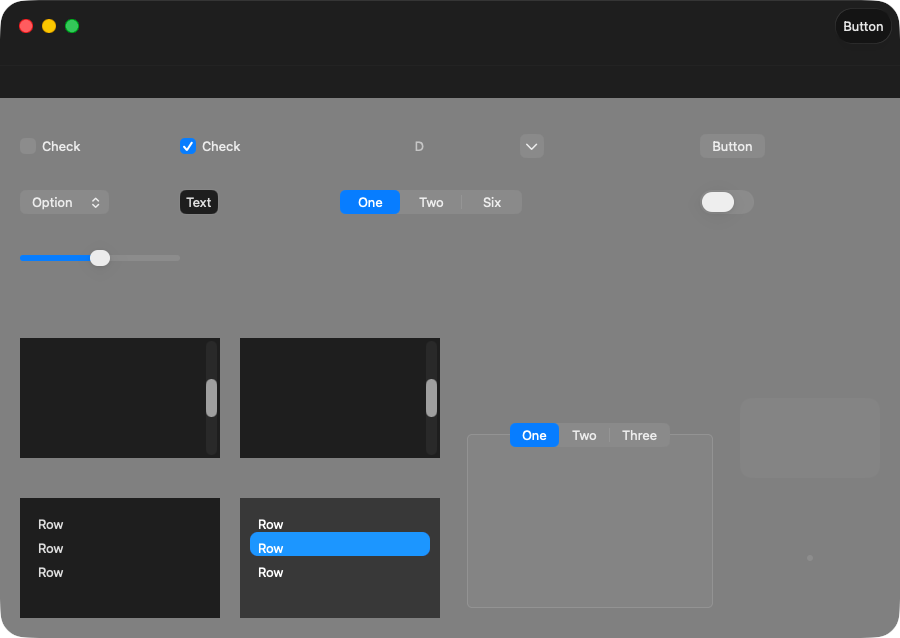 Button
Check
Check
D
Button
Option
Text
One
Two
Six
One
Two
Three
Row
Row
Row
Row
Row
Row